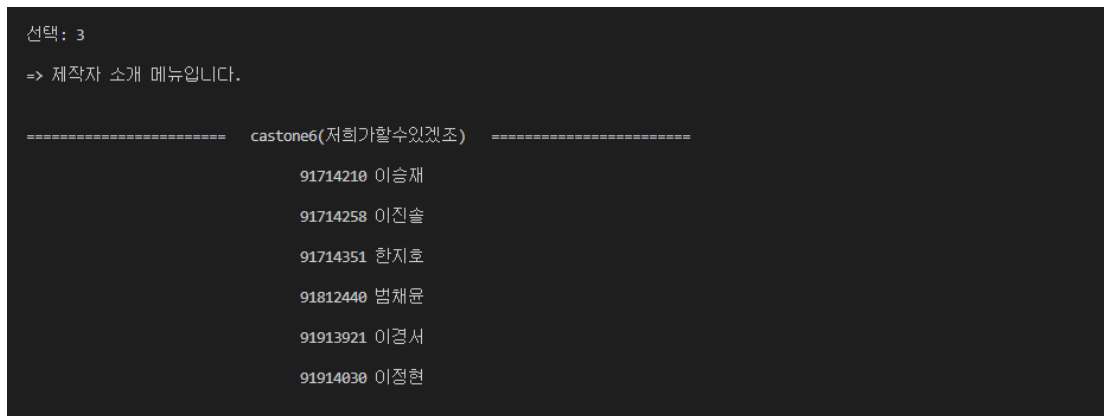 선택: 3
=> 제작자 소개 메뉴입니다.
======================== castone6(저희가할수있겠조) ========================
91714210 이승재
91714258 이진솔
91714351 한지호
91812440 범채윤
91913921 이경서
91914030 이정현